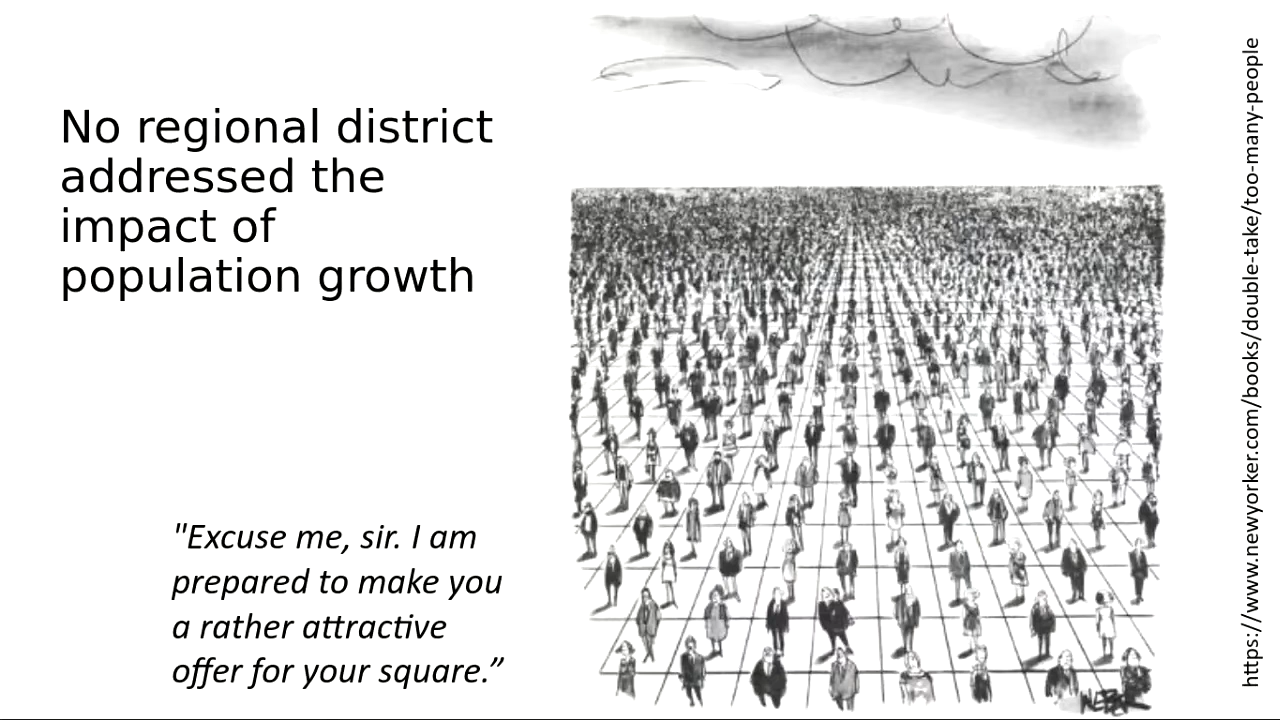 No regional district
addressed the
impact of
population growth
"Excuse me, sir. I am
prepared to make you
a rather attractive
offer for your square.”
https://www.newyorker.com/books/double-take/too-many-people
WEBER